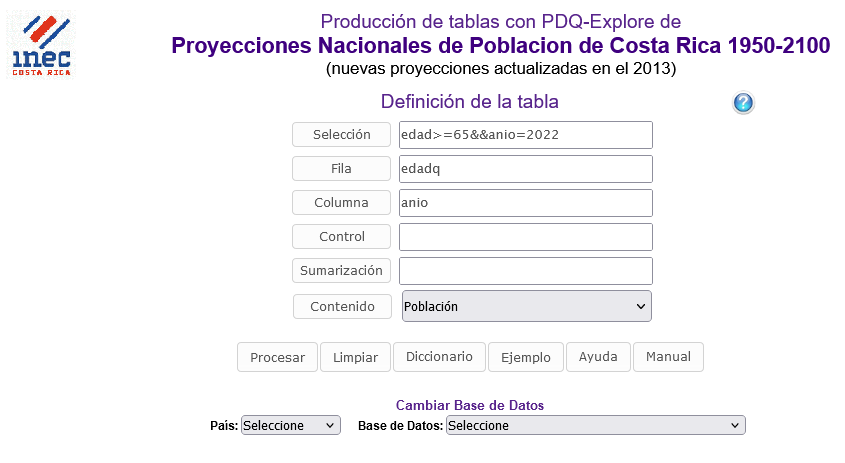 inec
COSTA RICA
Producción de tablas con PDQ-Explore de
Proyecciones Nacionales de Poblacion de Costa Rica 1950-2100
(nuevas proyecciones actualizadas en el 2013)
Definición de la tabla
?
Selección edad>=65&&anio=2022
Fila edadq
Columna anio
Control
Sumarización
Contenido Población
Procesar Limpiar Diccionario Ejemplo Ayuda Manual
Cambiar Base de Datos
País: Seleccione Base de Datos: Seleccione